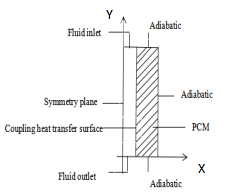 Y
Adiabatic
Fluid inlet
Adiabatic
Symmetry plane
Coupling heat transfer surface
PCM
X
Fluid outlet
Adiabatic